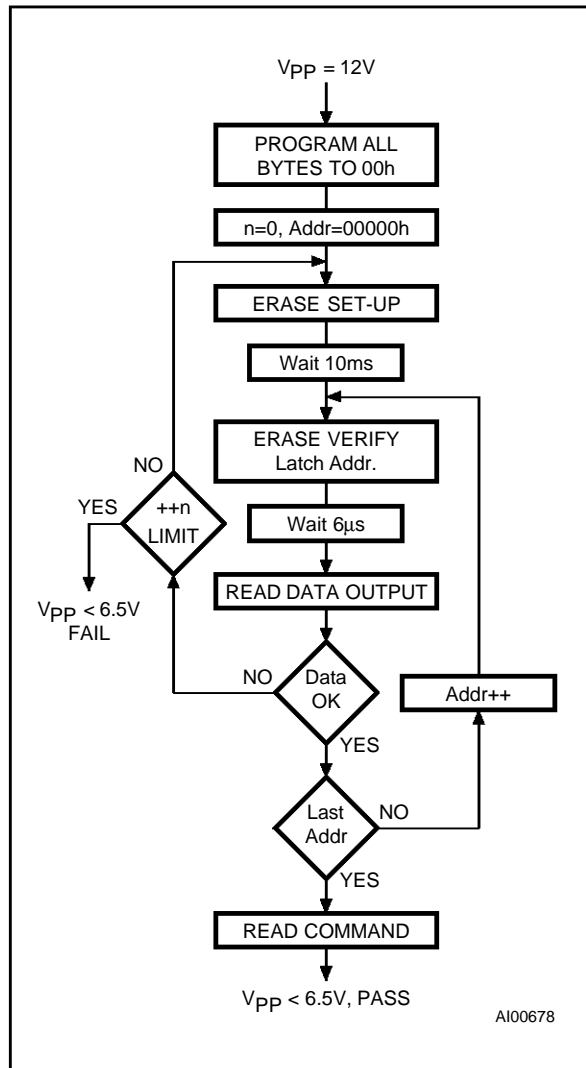 VPP = 12V
PROGRAM ALL
BYTES TO 00h
n=0, Addr=00000h
ERASE SET-UP
Wait 10ms
ERASE VERIFY
Latch Addr.
NO
YES
++n
LIMIT
Wait 6µs
VPP < 6.5V
FAIL
READ DATA OUTPUT
NO
Data
OK
YES
Addr++
Last
Addr
NO
YES
READ COMMAND
VPP < 6.5V, PASS
AI00678